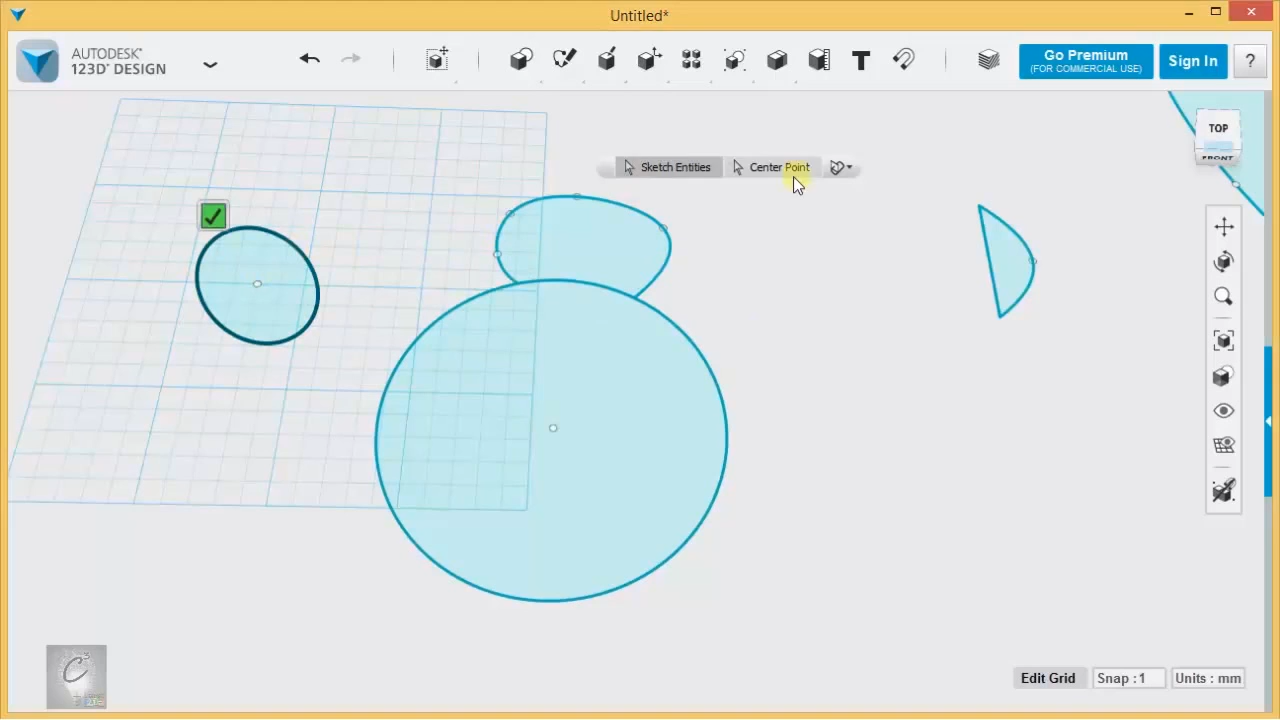 Untitled*
AUTODESK®
123D® DESIGN
Go Premium
(FOR COMMERCIAL USE)
Sign In
?
TOP
FRONT
Sketch Entities
Center Point
Edit Grid
Snap : 1
Units : mm